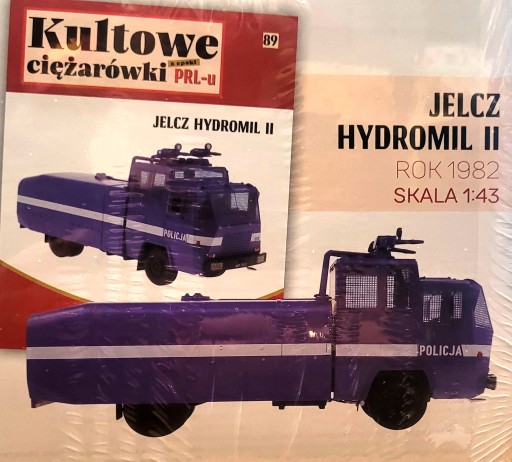 Kultowe
ciężarówki
z epoki
PRL-u
89
JELCZ HYDROMIL II
POLICJA
JELCZ
HYDROMIL II
ROK 1982
SKALA 1:43
POLICJA